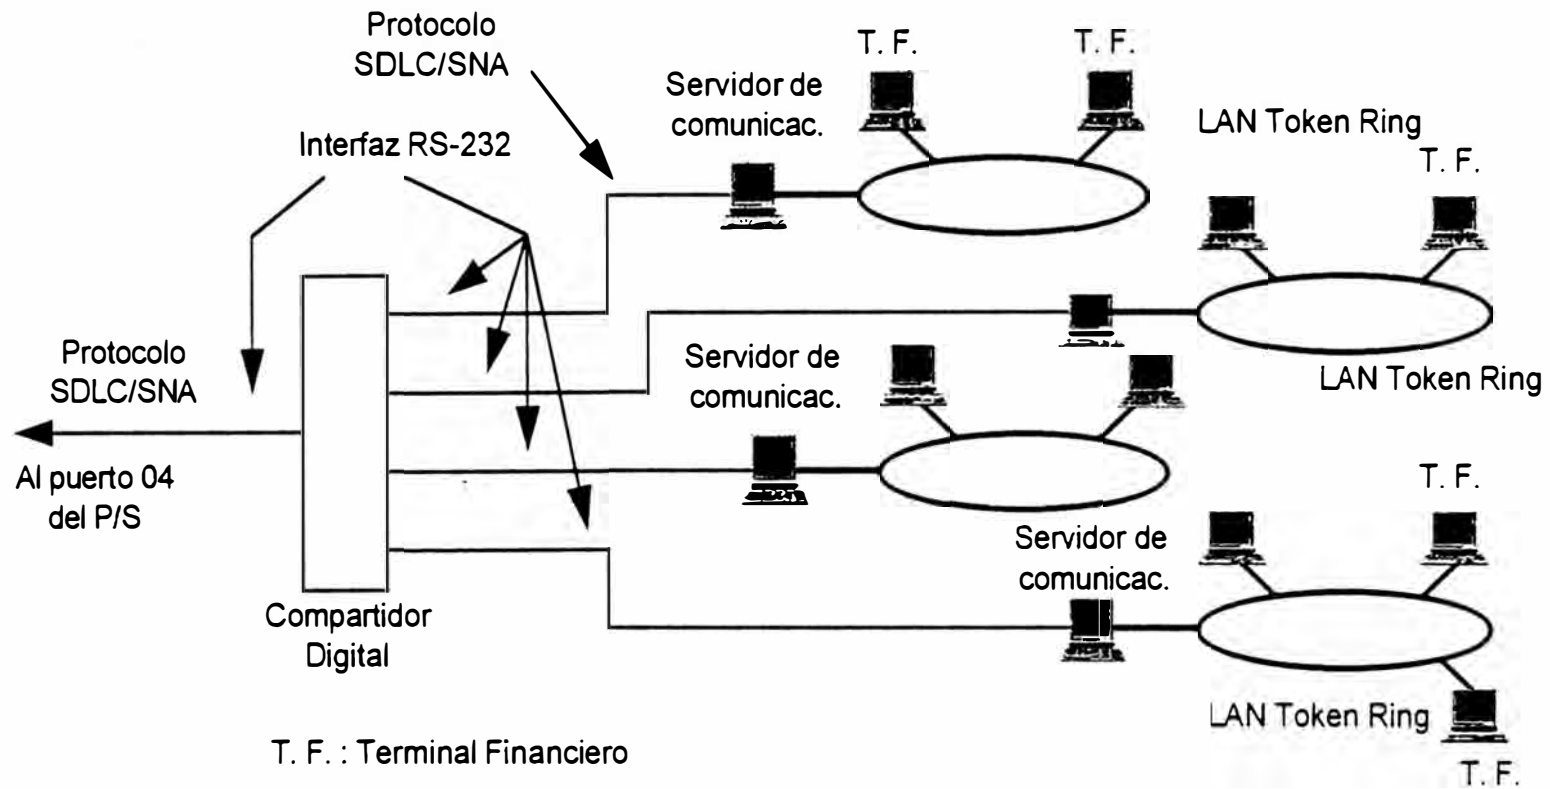 Protocolo
SDLC/SNA
T. F.
T. F.
Servidor de
comunicac.
LAN Token Ring
Interfaz RS-232
T. F.
Protocolo
SDLC/SNA
Servidor de
comunicac.
LAN Token Ring
Al puerto 04
del P/S
T. F.
Servidor de
comunicac.
Compartidor
Digital
LAN Token Ring
T. F. : Terminal Financiero
T. F.